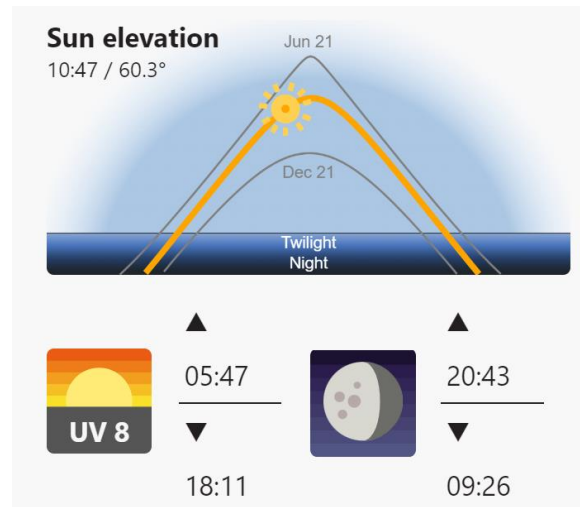 Sun elevation
10:47 / 60.3°
Jun 21
Dec 21
Twilight
Night
UV 8
▲
05:47
▼
18:11
▲
20:43
▼
09:26